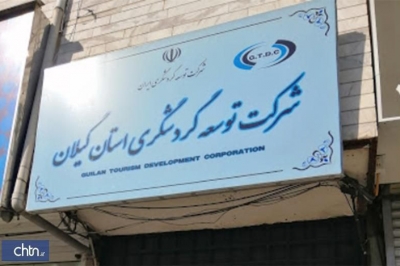 G.T.D.C
شرکت توسعه گردشگری ایران
شرکت توسعه گردشگری استان گیلان
GUILAN TOURISM DEVELOPMENT CORPORATION
chtn.ir